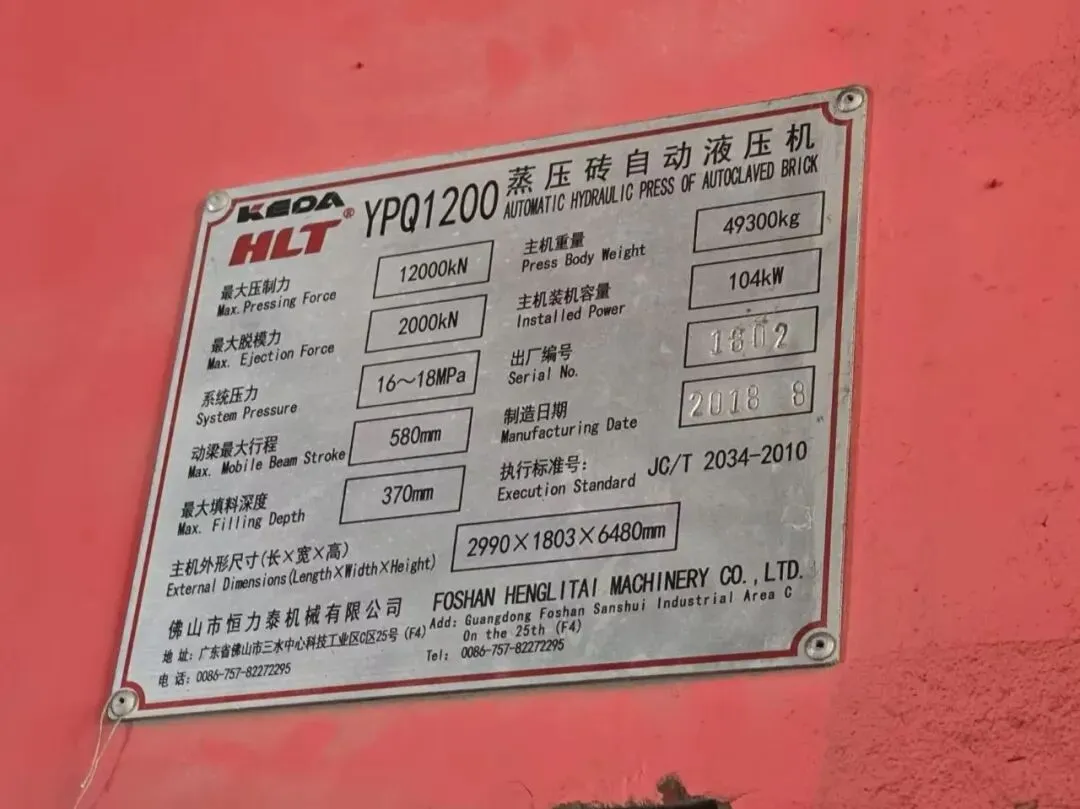 KEDA
HLT®
YPQ1200 蒸压砖自动液压机
AUTOMATIC HYDRAULIC PRESS OF AUTOCLAVED BRICK
最大压制力
Max.Pressing Force
12000kN
最大脱模力
Max. Ejection Force
2000kN
系统压力
System Pressure
16～18MPa
动梁最大行程
Max. Mobile Beam Stroke
580mm
最大填料深度
Max. Filling Depth
370mm
主机重量
Press Body Weight
49300kg
主机装机容量
Installed Power
104kW
出厂编号
Serial No.
1802
制造日期
Manufacturing Date
2018 8
执行标准号:
Execution Standard
JC/T 2034-2010
主机外形尺寸(长×宽×高)
External Dimensions(Length×Width×Height)
2990×1803×6480mm
佛山市恒力泰机械有限公司
地 址: 广东省佛山市三水中心科技工业区C区25号 (F4)
电 话: 0086-757-82272295
FOSHAN HENGLITAI MACHINERY CO.,LTD.
Add: Guangdong Foshan Sanshui Industrial Area C
On the 25th (F4)
Tel: 0086-757-82272295